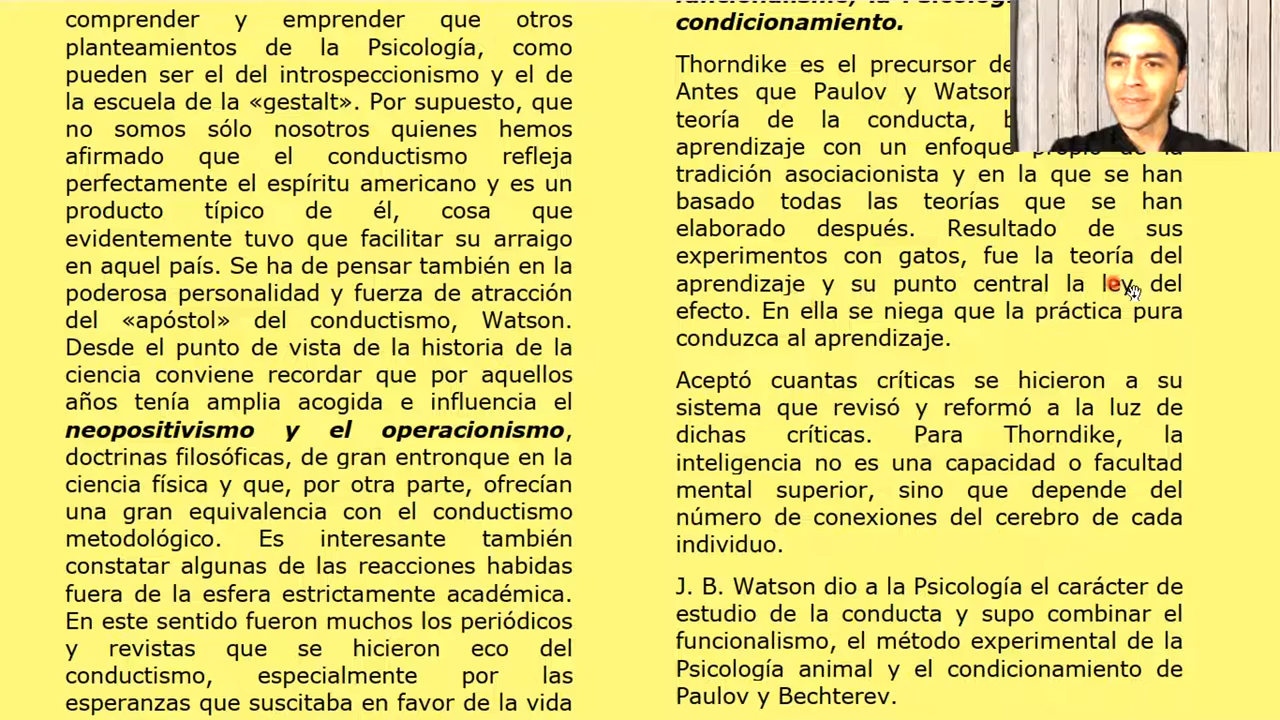 comprender y emprender que otros
planteamientos de la Psicología, como
pueden ser el del introspeccionismo y el de
la escuela de la «gestalt». Por supuesto, que
no somos sólo nosotros quienes hemos
afirmado que el conductismo refleja
perfectamente el espíritu americano y es un
producto típico de él, cosa que
evidentemente tuvo que facilitar su arraigo
en aquel país. Se ha de pensar también en la
poderosa personalidad y fuerza de atracción
del «apóstol» del conductismo, Watson.
Desde el punto de vista de la historia de la
ciencia conviene recordar que por aquellos
años tenía amplia acogida e influencia el
neopositivismo y el operacionismo,
doctrinas filosóficas, de gran entronque en la
ciencia física y que, por otra parte, ofrecían
una gran equivalencia con el conductismo
metodológico. Es interesante también
constatar algunas de las reacciones habidas
fuera de la esfera estrictamente académica.
En este sentido fueron muchos los periódicos
y revistas que se hicieron eco del
conductismo, especialmente por las
esperanzas que suscitaba en favor de la vida
condicionamiento.
Thorndike es el precursor
Antes que Paulov y Watson
teoría de la conducta,
aprendizaje con un enfoque propio de la
tradición asociacionista y en la que se han
basado todas las teorías que se han
elaborado después. Resultado de sus
experimentos con gatos, fue la teoría del
aprendizaje y su punto central la ley del
efecto. En ella se niega que la práctica pura
conduzca al aprendizaje.
Aceptó cuantas críticas se hicieron a su
sistema que revisó y reformó a la luz de
dichas críticas. Para Thorndike, la
inteligencia no es una capacidad o facultad
mental superior, sino que depende del
número de conexiones del cerebro de cada
individuo.
J. B. Watson dio a la Psicología el carácter de
estudio de la conducta y supo combinar el
funcionalismo, el método experimental de la
Psicología animal y el condicionamiento de
Paulov y Bechterev.